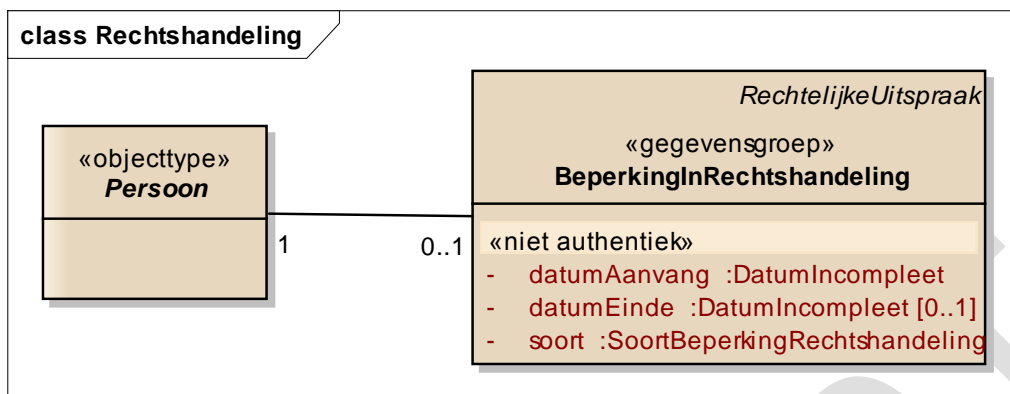 class Rechtshandeling
«objecttype»
Persoon
1
0..1
RechtelijkeUitspraak
«gegevensgroep»
BeperkingInRechtshandeling
«niet authentiek»
- datumAanvang :DatumIncompleet
- datumEinde :DatumIncompleet [0..1]
- soort :SoortBeperkingRechtshandeling